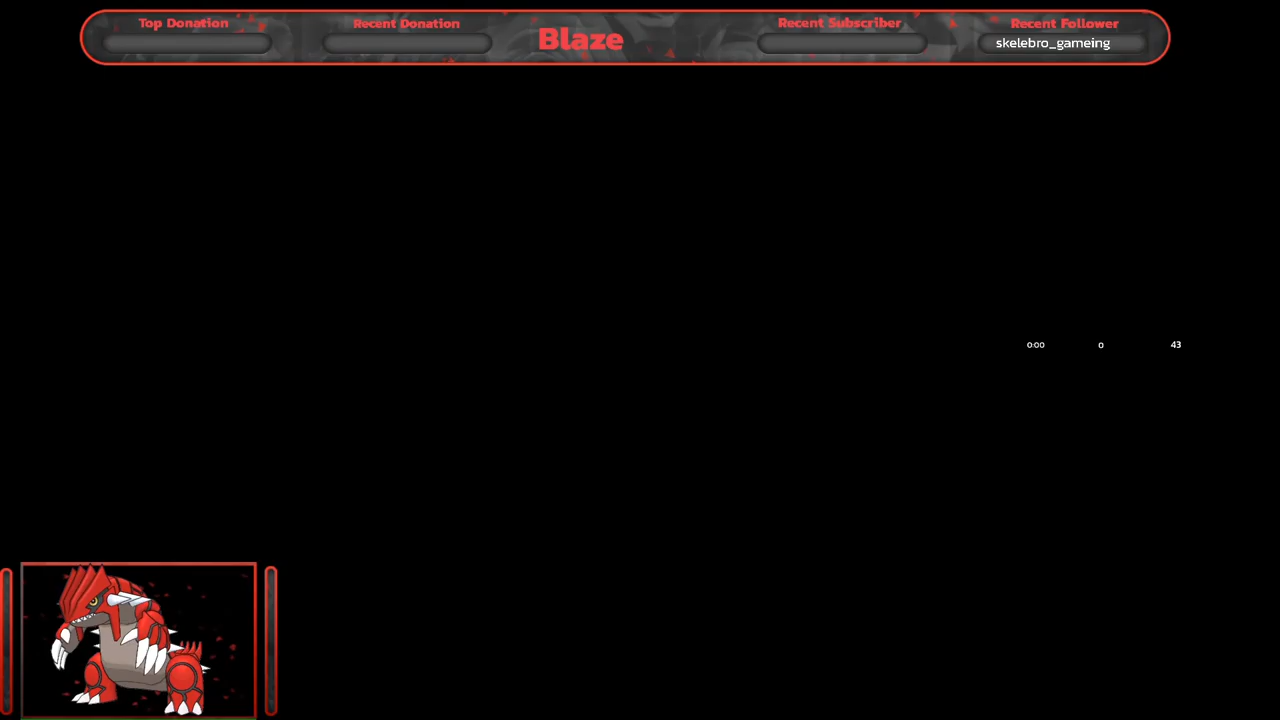 Top Donation
Recent Donation
Blaze
Recent Subscriber
Recent Follower
skelebro_gameing
0:00
0
43